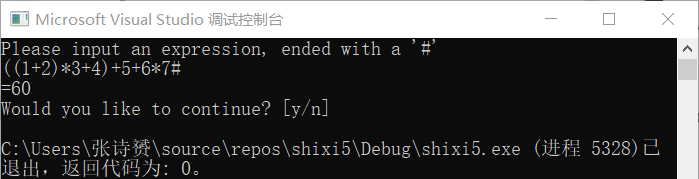 Microsoft Visual Studio 调试控制台
Please input an expression, ended with a '#'
((1+2)*3+4)+5+6*7#
=60
Would you like to continue? [y/n]
C:\Users\张诗赟\source\repos\shixi5\Debug\shixi5.exe (进程 5328)已
退出，返回代码为: 0。